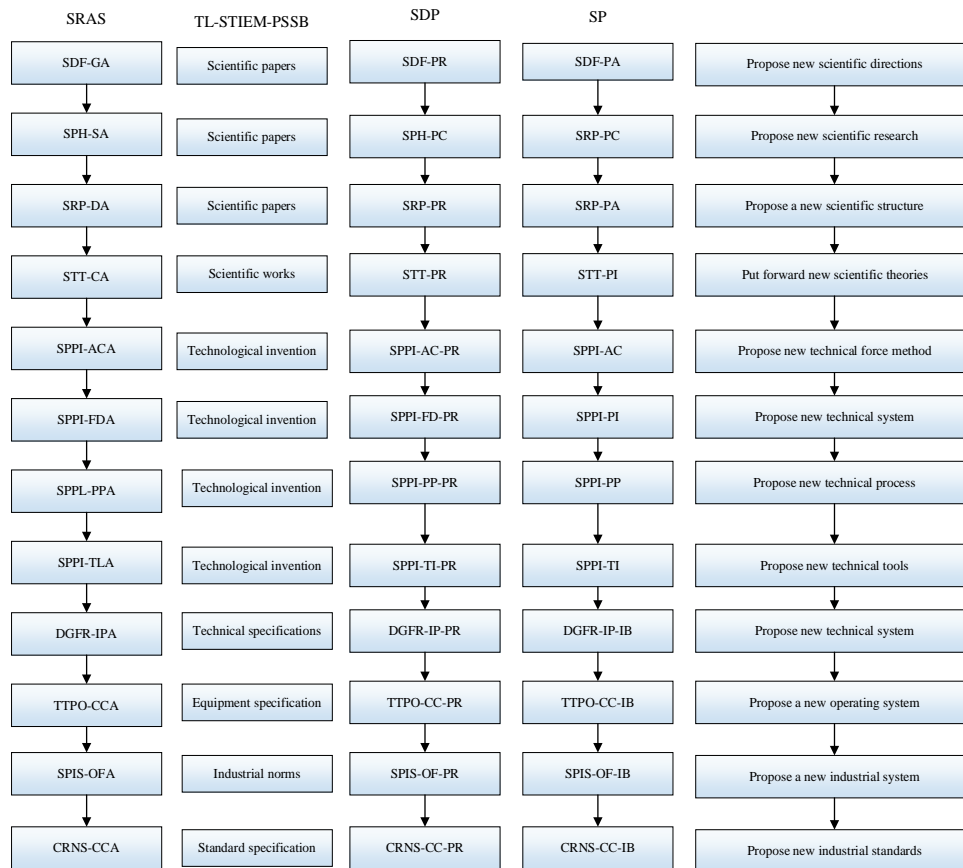 SRAS TL-STIEM-PSSB SDP SP
SDF-GA Scientific papers SDF-PR SDF-PA Propose new scientific directions
SPH-SA Scientific papers SPH-PC SRP-PC Propose new scientific research
SRP-DA Scientific papers SRP-PR SRP-PA Propose a new scientific structure
STT-CA Scientific works STT-PR STT-PI Put forward new scientific theories
SPPI-ACA Technological invention SPPI-AC-PR SPPI-AC Propose new technical force method
SPPI-FDA Technological invention SPPI-FD-PR SPPI-PI Propose new technical system
SPPL-PPA Technological invention SPPI-PP-PR SPPI-PP Propose new technical process
SPPI-TLA Technological invention SPPI-TI-PR SPPI-TI Propose new technical tools
DGFR-IPA Technical specifications DGFR-IP-PR DGFR-IP-IB Propose new technical system
TTPO-CCA Equipment specification TTPO-CC-PR TTPO-CC-IB Propose a new operating system
SPIS-OFA Industrial norms SPIS-OF-PR SPIS-OF-IB Propose a new industrial system
CRNS-CCA Standard specification CRNS-CC-PR CRNS-CC-IB Propose new industrial standards